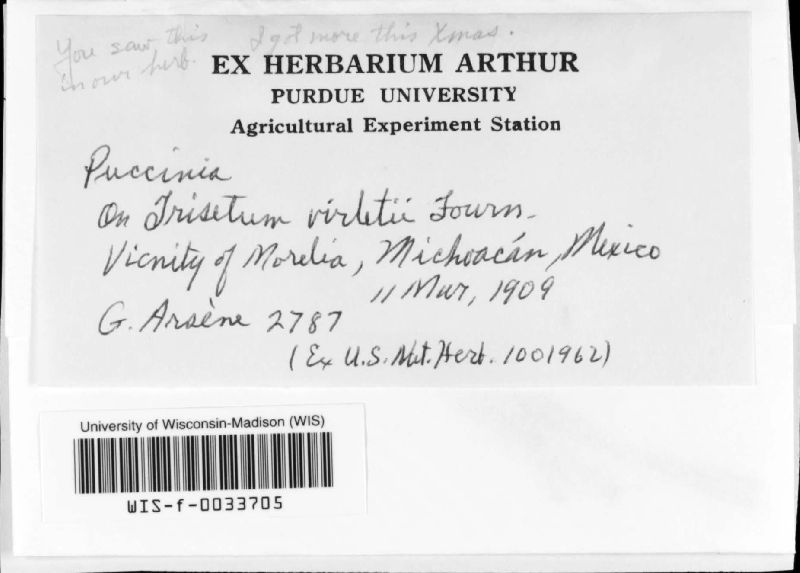 You saw this
in our herb.
I got more this Xmas.
EX HERBARIUM ARTHUR
PURDUE UNIVERSITY
Agricultural Experiment Station
Puccinia
On Trisetum virletii Fourn.
Vicnity of Morelia, Michoacán, Mexico
11 Mar, 1909
G. Arsène 2787
(Ex U.S. Nat. Herb. 1001962)
University of Wisconsin-Madison (WIS)
WIS-f-0033705